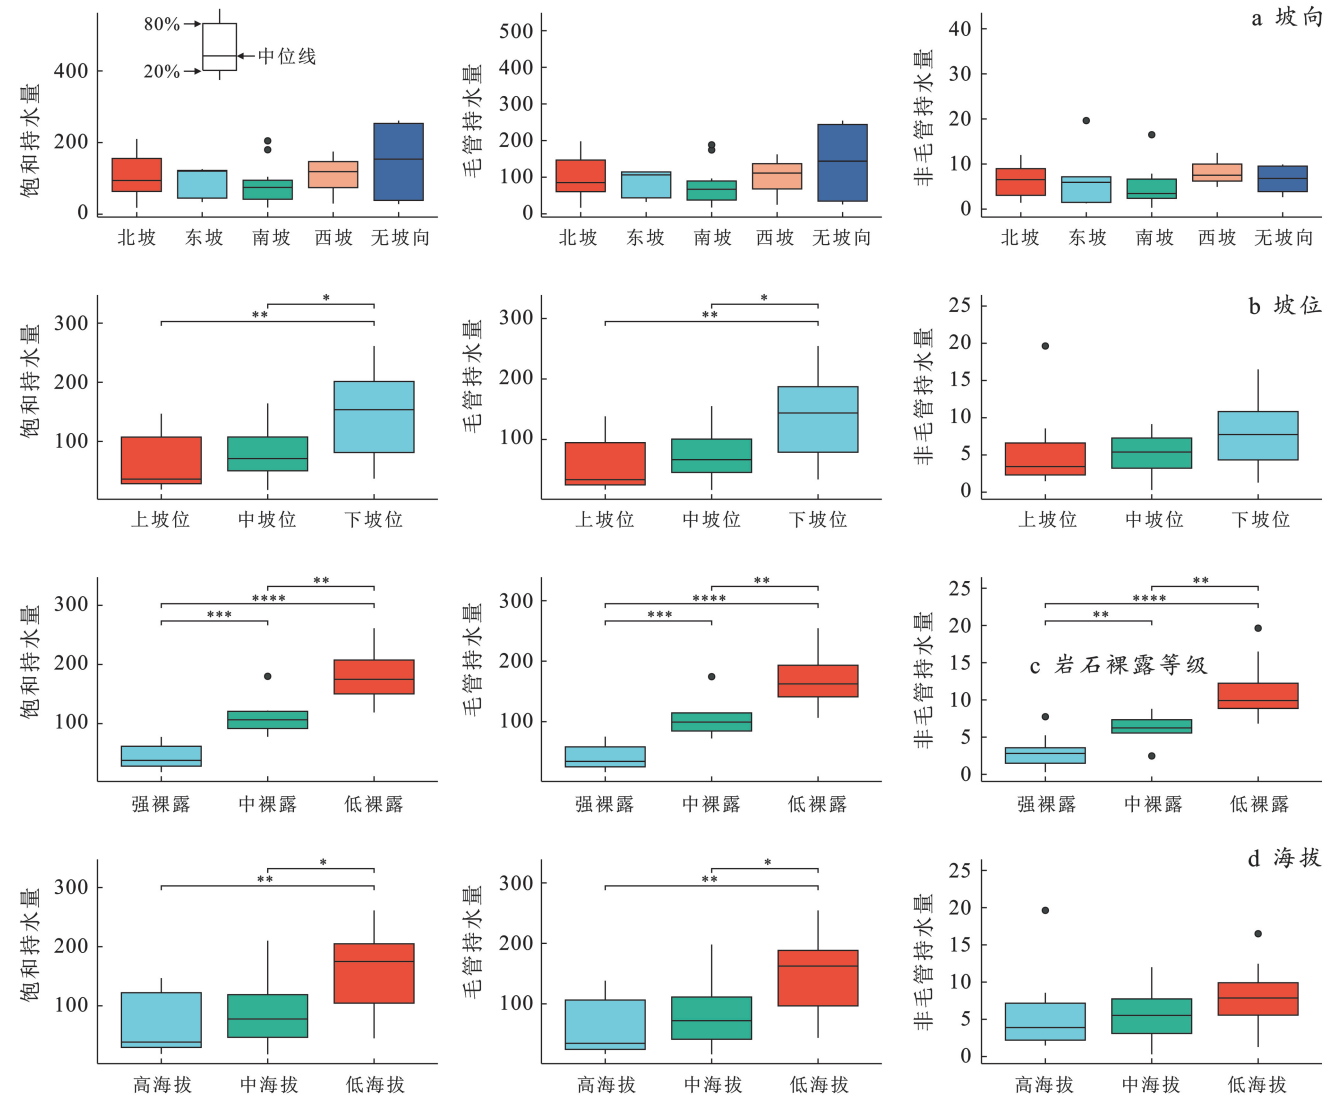 a 坡向
80%
中位线
20%
饱和持水量
400
200
0
北坡 东坡 南坡 西坡 无坡向
毛管持水量
500
400
300
200
100
0
北坡 东坡 南坡 西坡 无坡向
非毛管持水量
40
30
20
10
0
北坡 东坡 南坡 西坡 无坡向
b 坡位
饱和持水量
300
200
100
*
**
上坡位 中坡位 下坡位
毛管持水量
300
200
100
*
**
上坡位 中坡位 下坡位
非毛管持水量
25
20
15
10
5
0
上坡位 中坡位 下坡位
饱和持水量
300
200
100
**
****
***
强裸露 中裸露 低裸露
毛管持水量
300
200
100
**
****
***
强裸露 中裸露 低裸露
非毛管持水量
25
20
15
10
5
0
**
****
**
c 岩石裸露等级
强裸露 中裸露 低裸露
d 海拔
饱和持水量
300
200
100
*
**
高海拔 中海拔 低海拔
毛管持水量
300
200
100
*
**
高海拔 中海拔 低海拔
非毛管持水量
25
20
15
10
5
0
高海拔 中海拔 低海拔